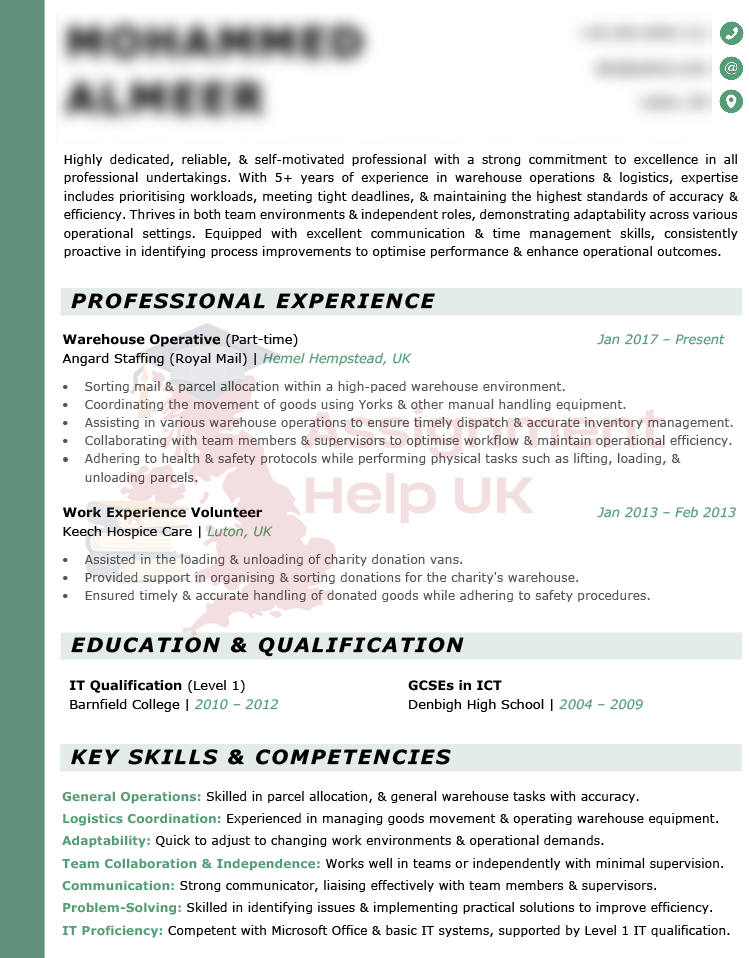 MOHAMMED
ALMEER
Highly dedicated, reliable, & self-motivated professional with a strong commitment to excellence in all
professional undertakings. With 5+ years of experience in warehouse operations & logistics, expertise
includes prioritising workloads, meeting tight deadlines, & maintaining the highest standards of accuracy &
efficiency. Thrives in both team environments & independent roles, demonstrating adaptability across various
operational settings. Equipped with excellent communication & time management skills, consistently
proactive in identifying process improvements to optimise performance & enhance operational outcomes.
PROFESSIONAL EXPERIENCE
Warehouse Operative (Part-time) Jan 2017 – Present
Angard Staffing (Royal Mail) | Hemel Hempstead, UK
• Sorting mail & parcel allocation within a high-paced warehouse environment.
• Coordinating the movement of goods using Yorks & other manual handling equipment.
• Assisting in various warehouse operations to ensure timely dispatch & accurate inventory management.
• Collaborating with team members & supervisors to optimise workflow & maintain operational efficiency.
• Adhering to health & safety protocols while performing physical tasks such as lifting, loading, &
unloading parcels.
Assignment
Help UK
Work Experience Volunteer Jan 2013 – Feb 2013
Keech Hospice Care | Luton, UK
• Assisted in the loading & unloading of charity donation vans.
• Provided support in organising & sorting donations for the charity's warehouse.
• Ensured timely & accurate handling of donated goods while adhering to safety procedures.
EDUCATION & QUALIFICATION
IT Qualification (Level 1) GCSEs in ICT
Barnfield College | 2010 – 2012 Denbigh High School | 2004 – 2009
KEY SKILLS & COMPETENCIES
General Operations: Skilled in parcel allocation, & general warehouse tasks with accuracy.
Logistics Coordination: Experienced in managing goods movement & operating warehouse equipment.
Adaptability: Quick to adjust to changing work environments & operational demands.
Team Collaboration & Independence: Works well in teams or independently with minimal supervision.
Communication: Strong communicator, liaising effectively with team members & supervisors.
Problem-Solving: Skilled in identifying issues & implementing practical solutions to improve efficiency.
IT Proficiency: Competent with Microsoft Office & basic IT systems, supported by Level 1 IT qualification.